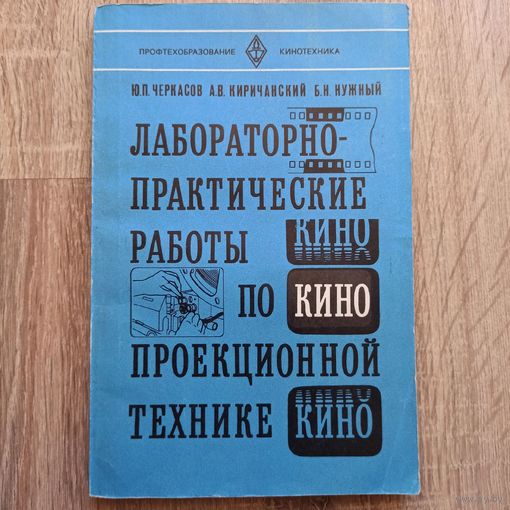 ПРОФТЕХОБРАЗОВАНИЕ КИНОТЕХНИКА
Ю.П. ЧЕРКАСОВ А.В. КИРИЧАНСКИЙ Б.Н. НУЖНЫЙ
ЛАБОРАТОРНО-
ПРАКТИЧЕСКИЕ
РАБОТЫ КИНО
ПО КИНО
ПРОЕКЦИОННОЙ
ТЕХНИКЕ КИНО